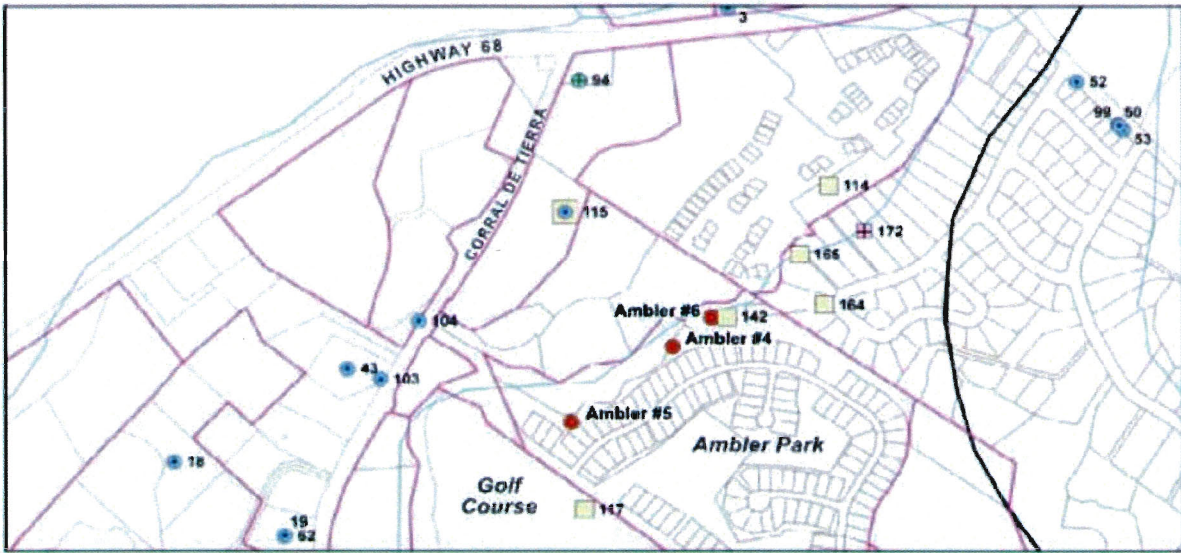 3
HIGHWAY 68
94
52
99 50
53
CORRAL DE TIERRA
114
115
172
165
164
Ambler #6
142
104
Ambler #4
43
103
Ambler #5
Ambler Park
18
Golf
Course
117
19
62